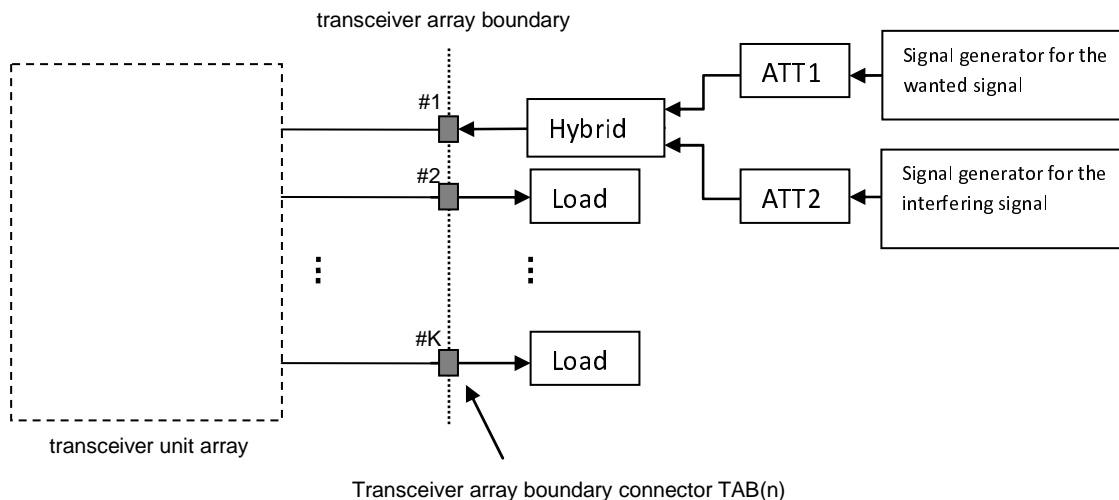 transceiver array boundary
#1
Hybrid
ATT1
Signal generator for the
wanted signal
#2
Load
ATT2
Signal generator for the
interfering signal
#K
Load
transceiver unit array
Transceiver array boundary connector TAB(n)